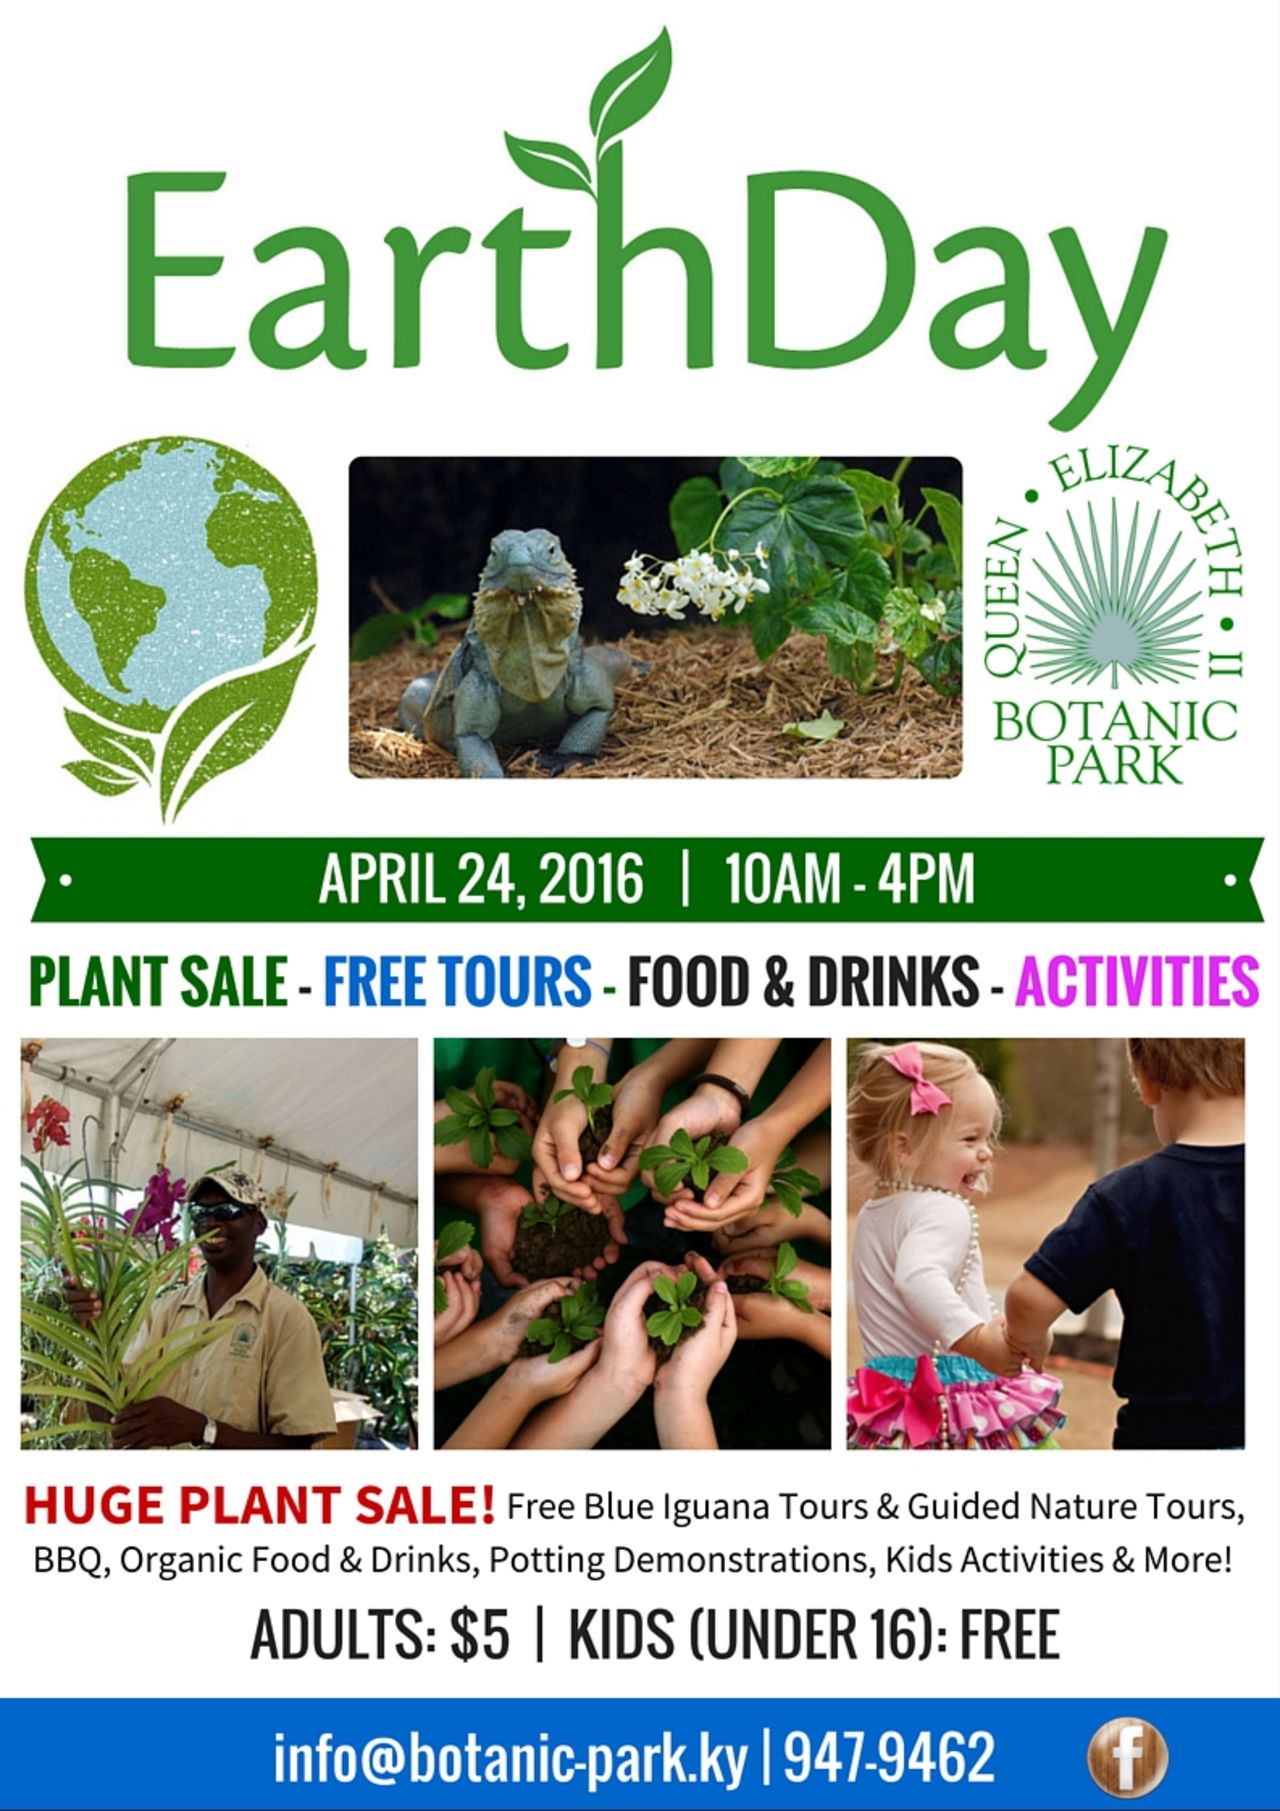 EarthDay
QUEEN • ELIZABETH • II
BOTANIC
PARK
APRIL 24, 2016 | 10AM - 4PM
PLANT SALE - FREE TOURS - FOOD & DRINKS - ACTIVITIES
HUGE PLANT SALE! Free Blue Iguana Tours & Guided Nature Tours,
BBQ, Organic Food & Drinks, Potting Demonstrations, Kids Activities & More!
ADULTS: $5 | KIDS (UNDER 16): FREE
info@botanic-park.ky | 947-9462
f